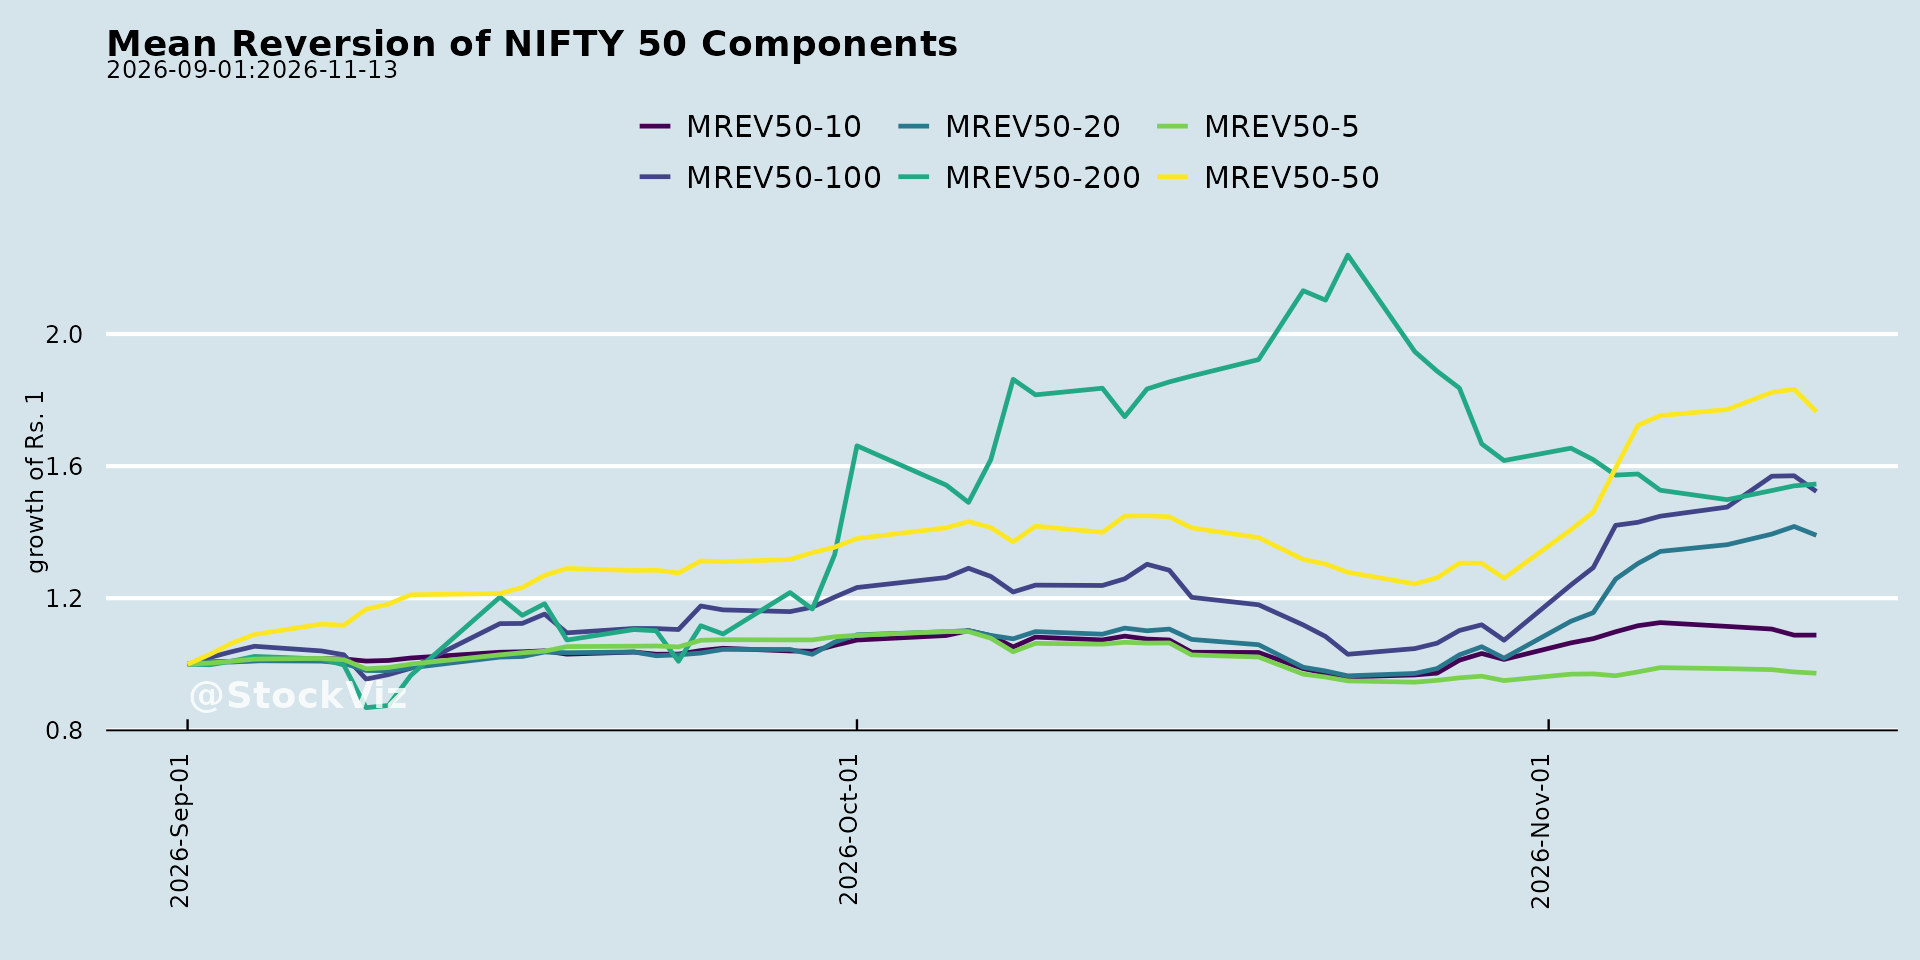 Mean Reversion of NIFTY 50 Components
2026-09-01:2026-11-13
MREV50-10 MREV50-20 MREV50-5
MREV50-100 MREV50-200 MREV50-50
growth of Rs. 1
2.0
1.6
1.2
0.8
@StockViz
2026-Sep-01
2026-Oct-01
2026-Nov-01